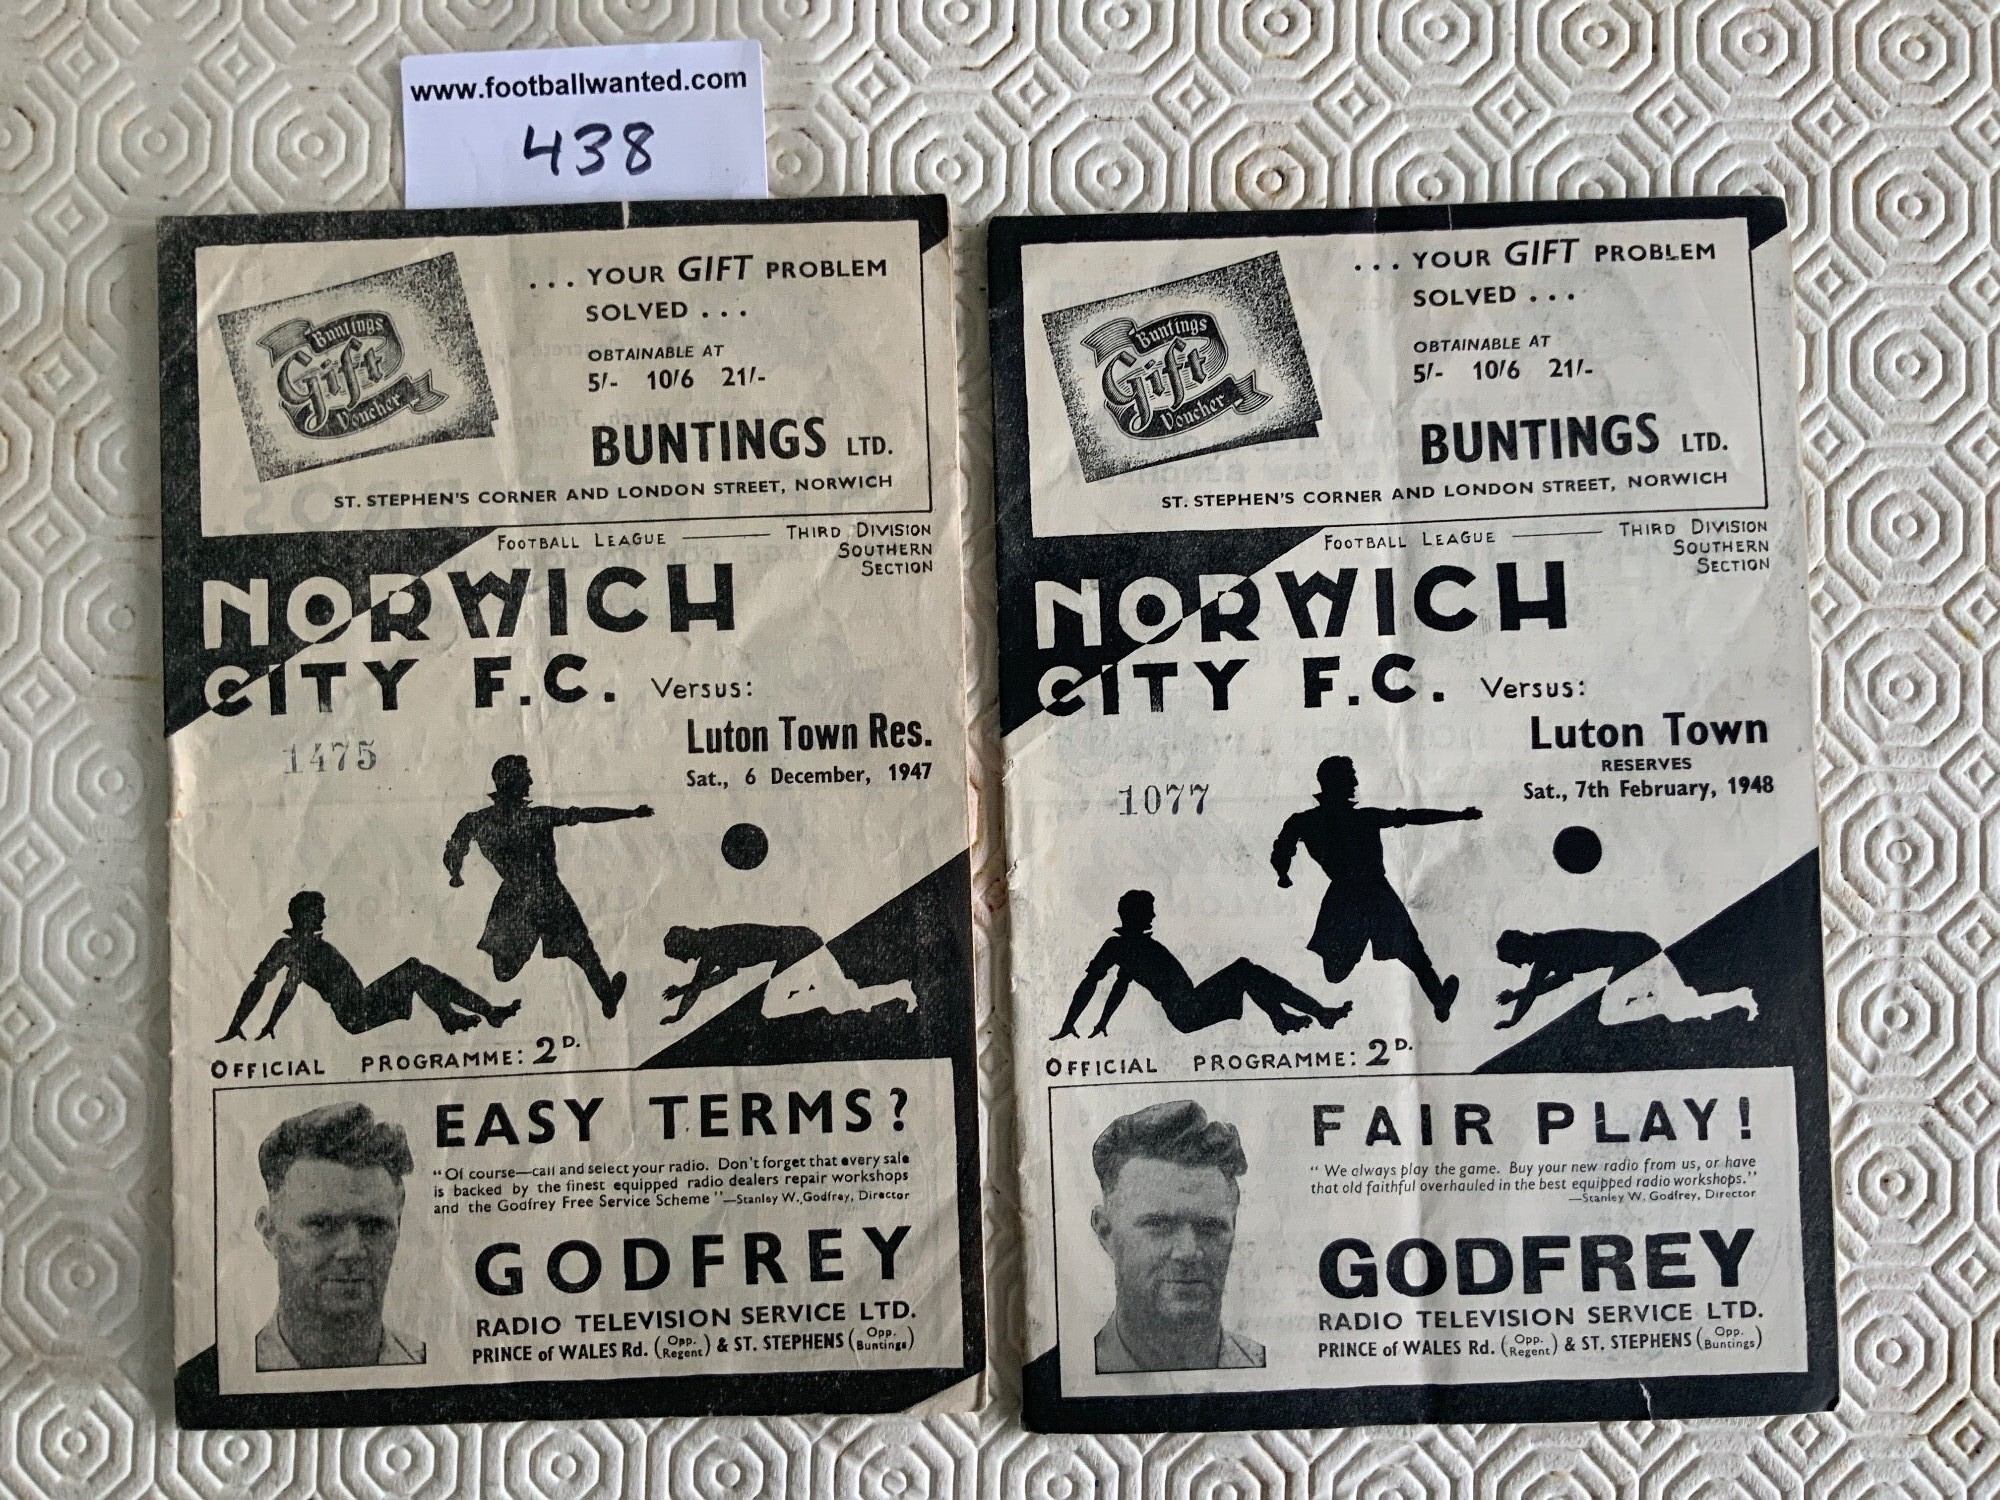 www.footballwanted.com
438
... YOUR GIFT PROBLEM
SOLVED ...
Buntings
Gift
Voucher
OBTAINABLE AT
5/- 10/6 21/-
BUNTINGS LTD.
ST. STEPHEN'S CORNER AND LONDON STREET, NORWICH
FOOTBALL LEAGUE THIRD DIVISION
SOUTHERN
SECTION
NORWICH
CITY F.C. VERSUS:
Luton Town Res.
Sat., 6 December, 1947
1475
OFFICIAL PROGRAMME: 2D.
EASY TERMS?
"Of course—call and select your radio. Don't forget that every sale
is backed by the finest equipped radio dealers repair workshops
and the Godfrey Free Service Scheme"—Stanley W. Godfrey, Director
GODFREY
RADIO TELEVISION SERVICE LTD.
PRINCE of WALES Rd. (Opp. Regent) & ST. STEPHENS (Opp. Buntings)
... YOUR GIFT PROBLEM
SOLVED ...
Buntings
Gift
Voucher
OBTAINABLE AT
5/- 10/6 21/-
BUNTINGS LTD.
ST. STEPHEN'S CORNER AND LONDON STREET, NORWICH
FOOTBALL LEAGUE THIRD DIVISION
SOUTHERN
SECTION
NORWICH
CITY F.C. VERSUS:
Luton Town
RESERVES
Sat., 7th February, 1948
1077
OFFICIAL PROGRAMME: 2D.
FAIR PLAY!
"We always play the game. Buy your new radio from us, or have
that old faithful overhauled in the best equipped radio workshops."
—Stanley W. Godfrey, Director
GODFREY
RADIO TELEVISION SERVICE LTD.
PRINCE of WALES Rd. (Opp. Regent) & ST. STEPHENS (Opp. Buntings)